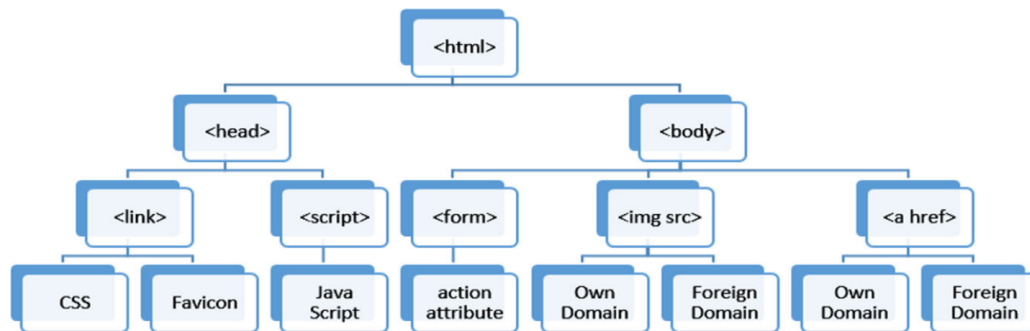 <html>
<head>
<body>
<link>
<script>
<form>
<img src>
<a href>
CSS
Favicon
Java
Script
action
attribute
Own
Domain
Foreign
Domain
Own
Domain
Foreign
Domain